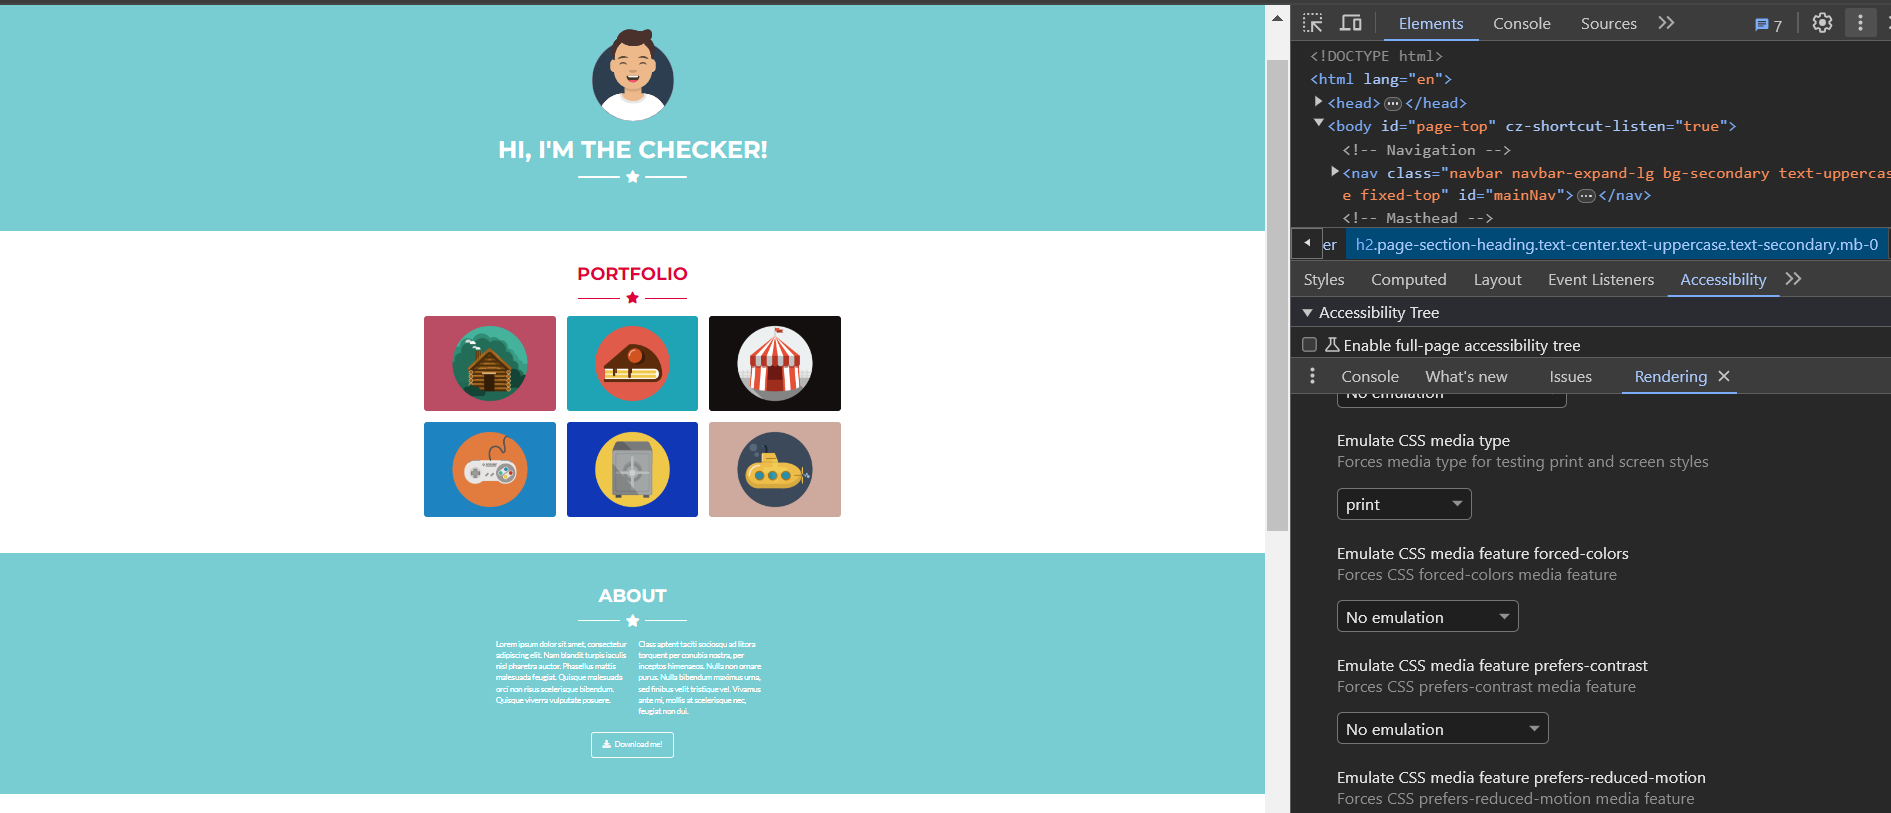 HI, I'M THE CHECKER!
PORTFOLIO
ABOUT
Lorem ipsum dolor sit amet, consectetur
adipiscing elit. Nam blandit turpis iaculis
nisl pharetra auctor. Phasellus mattis
malesuada feugiat. Quisque malesuada
orci non risus scelerisque bibendum.
Quisque viverra vulputate posuere.
Class aptent taciti sociosqu ad litora
torquent per conubia nostra, per
inceptos himenaeos. Nulla non ornare
purus. Nulla bibendum maximus urna,
sed finibus velit tristique vel. Vivamus
ante mi, mollis at scelerisque nec,
feugiat non dui.
Download me!
Elements Console Sources 7
<!DOCTYPE html>
<html lang="en">
<head> </head>
<body id="page-top" cz-shortcut-listen="true">
<!-- Navigation -->
<nav class="navbar navbar-expand-lg bg-secondary text-uppercas
e fixed-top" id="mainNav"> </nav>
<!-- Masthead -->
er h2.page-section-heading.text-center.text-uppercase.text-secondary.mb-0
Styles Computed Layout Event Listeners Accessibility
Accessibility Tree
Enable full-page accessibility tree
Console What's new Issues Rendering
No emulation
Emulate CSS media type
Forces media type for testing print and screen styles
print
Emulate CSS media feature forced-colors
Forces CSS forced-colors media feature
No emulation
Emulate CSS media feature prefers-contrast
Forces CSS prefers-contrast media feature
No emulation
Emulate CSS media feature prefers-reduced-motion
Forces CSS prefers-reduced-motion media feature